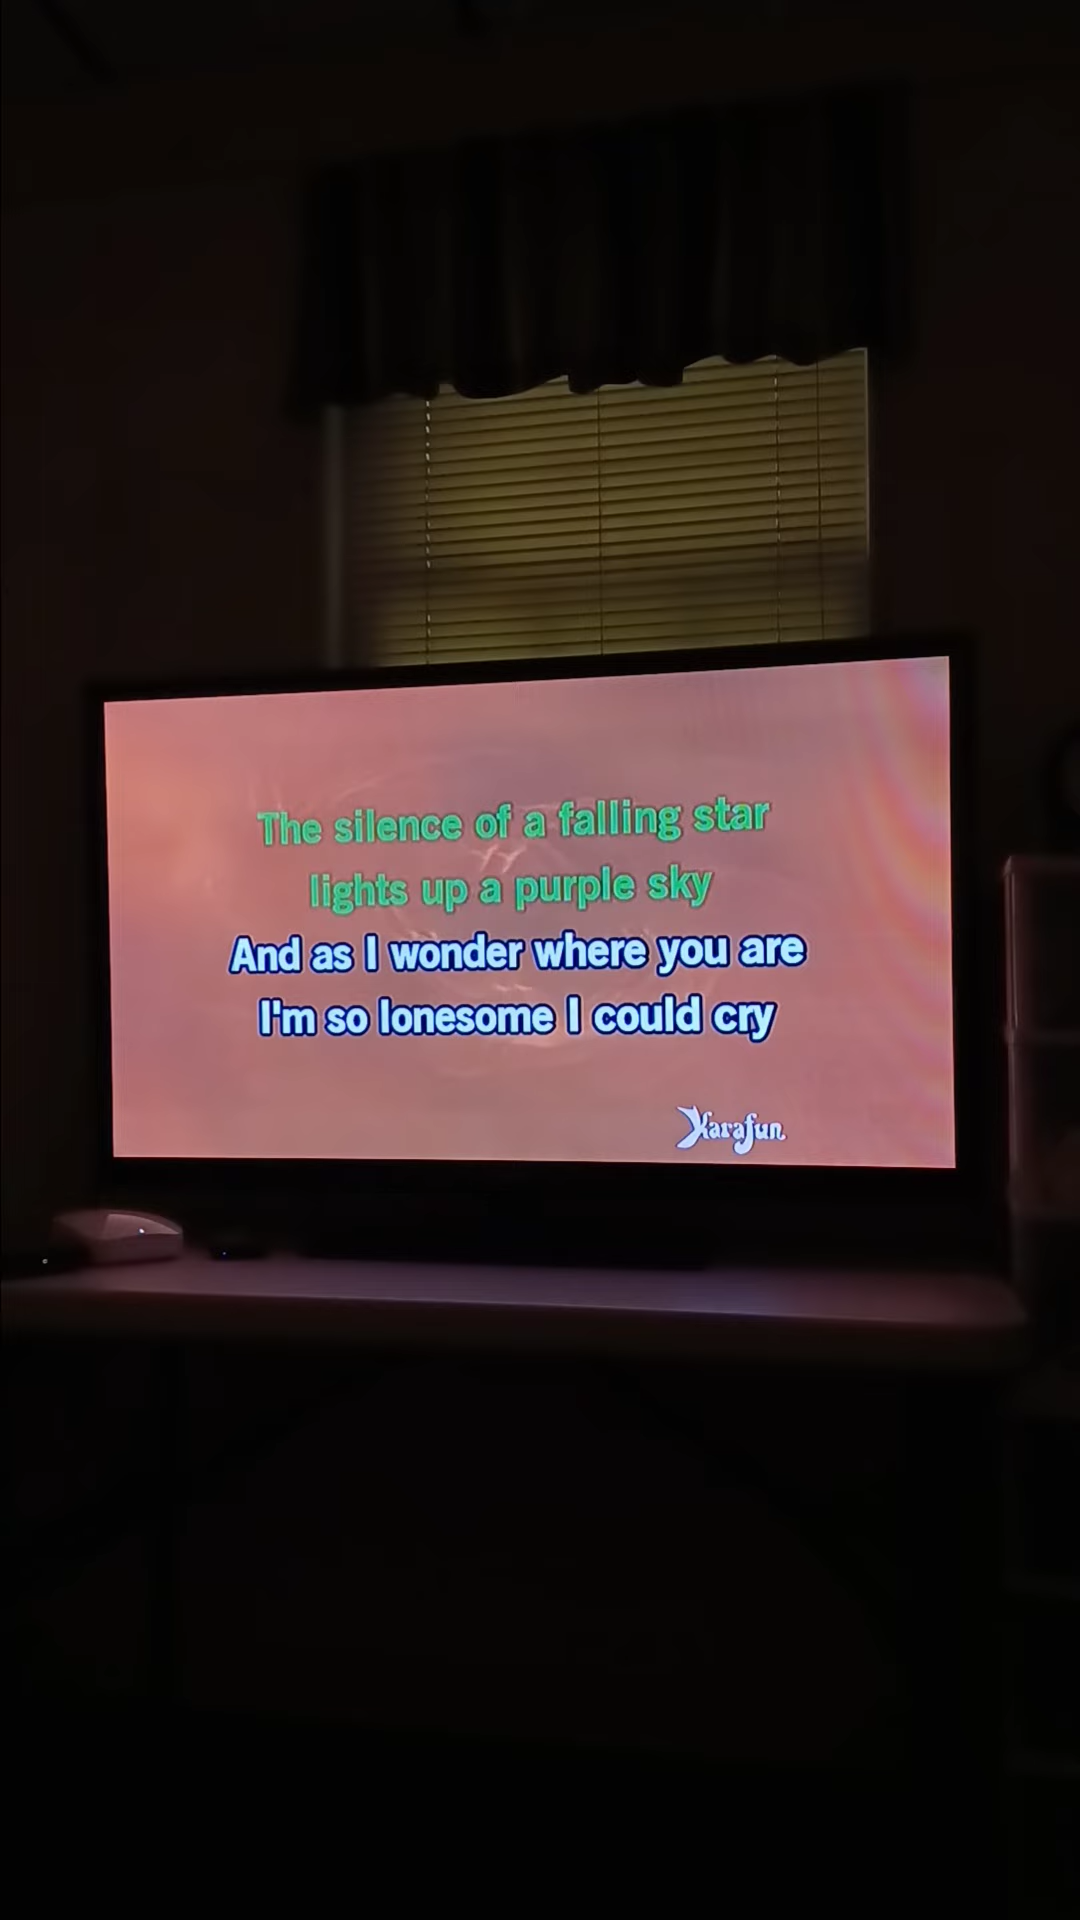 The silence of a falling star
lights up a purple sky
And as I wonder where you are
I'm so lonesome I could cry
Karafun